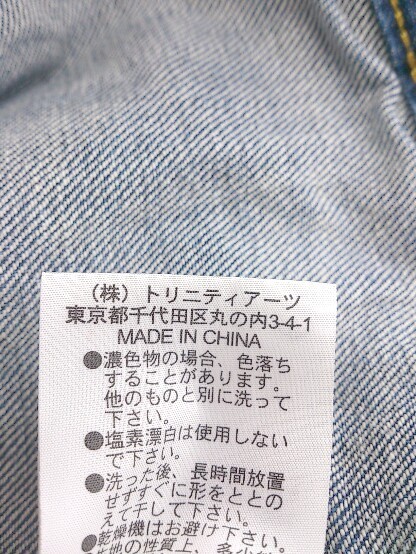 （株）トリニティアーツ
東京都千代田区丸の内3-4-1
MADE IN CHINA
●濃色物の場合、色落ち
することがあります。
他のものと別に洗って
下さい。
●塩素漂白は使用しない
で下さい。
●洗った後、長時間放置
せずすぐに形をととの
えて干して下さい。
●乾燥機はお避け下さい。
の性質上、